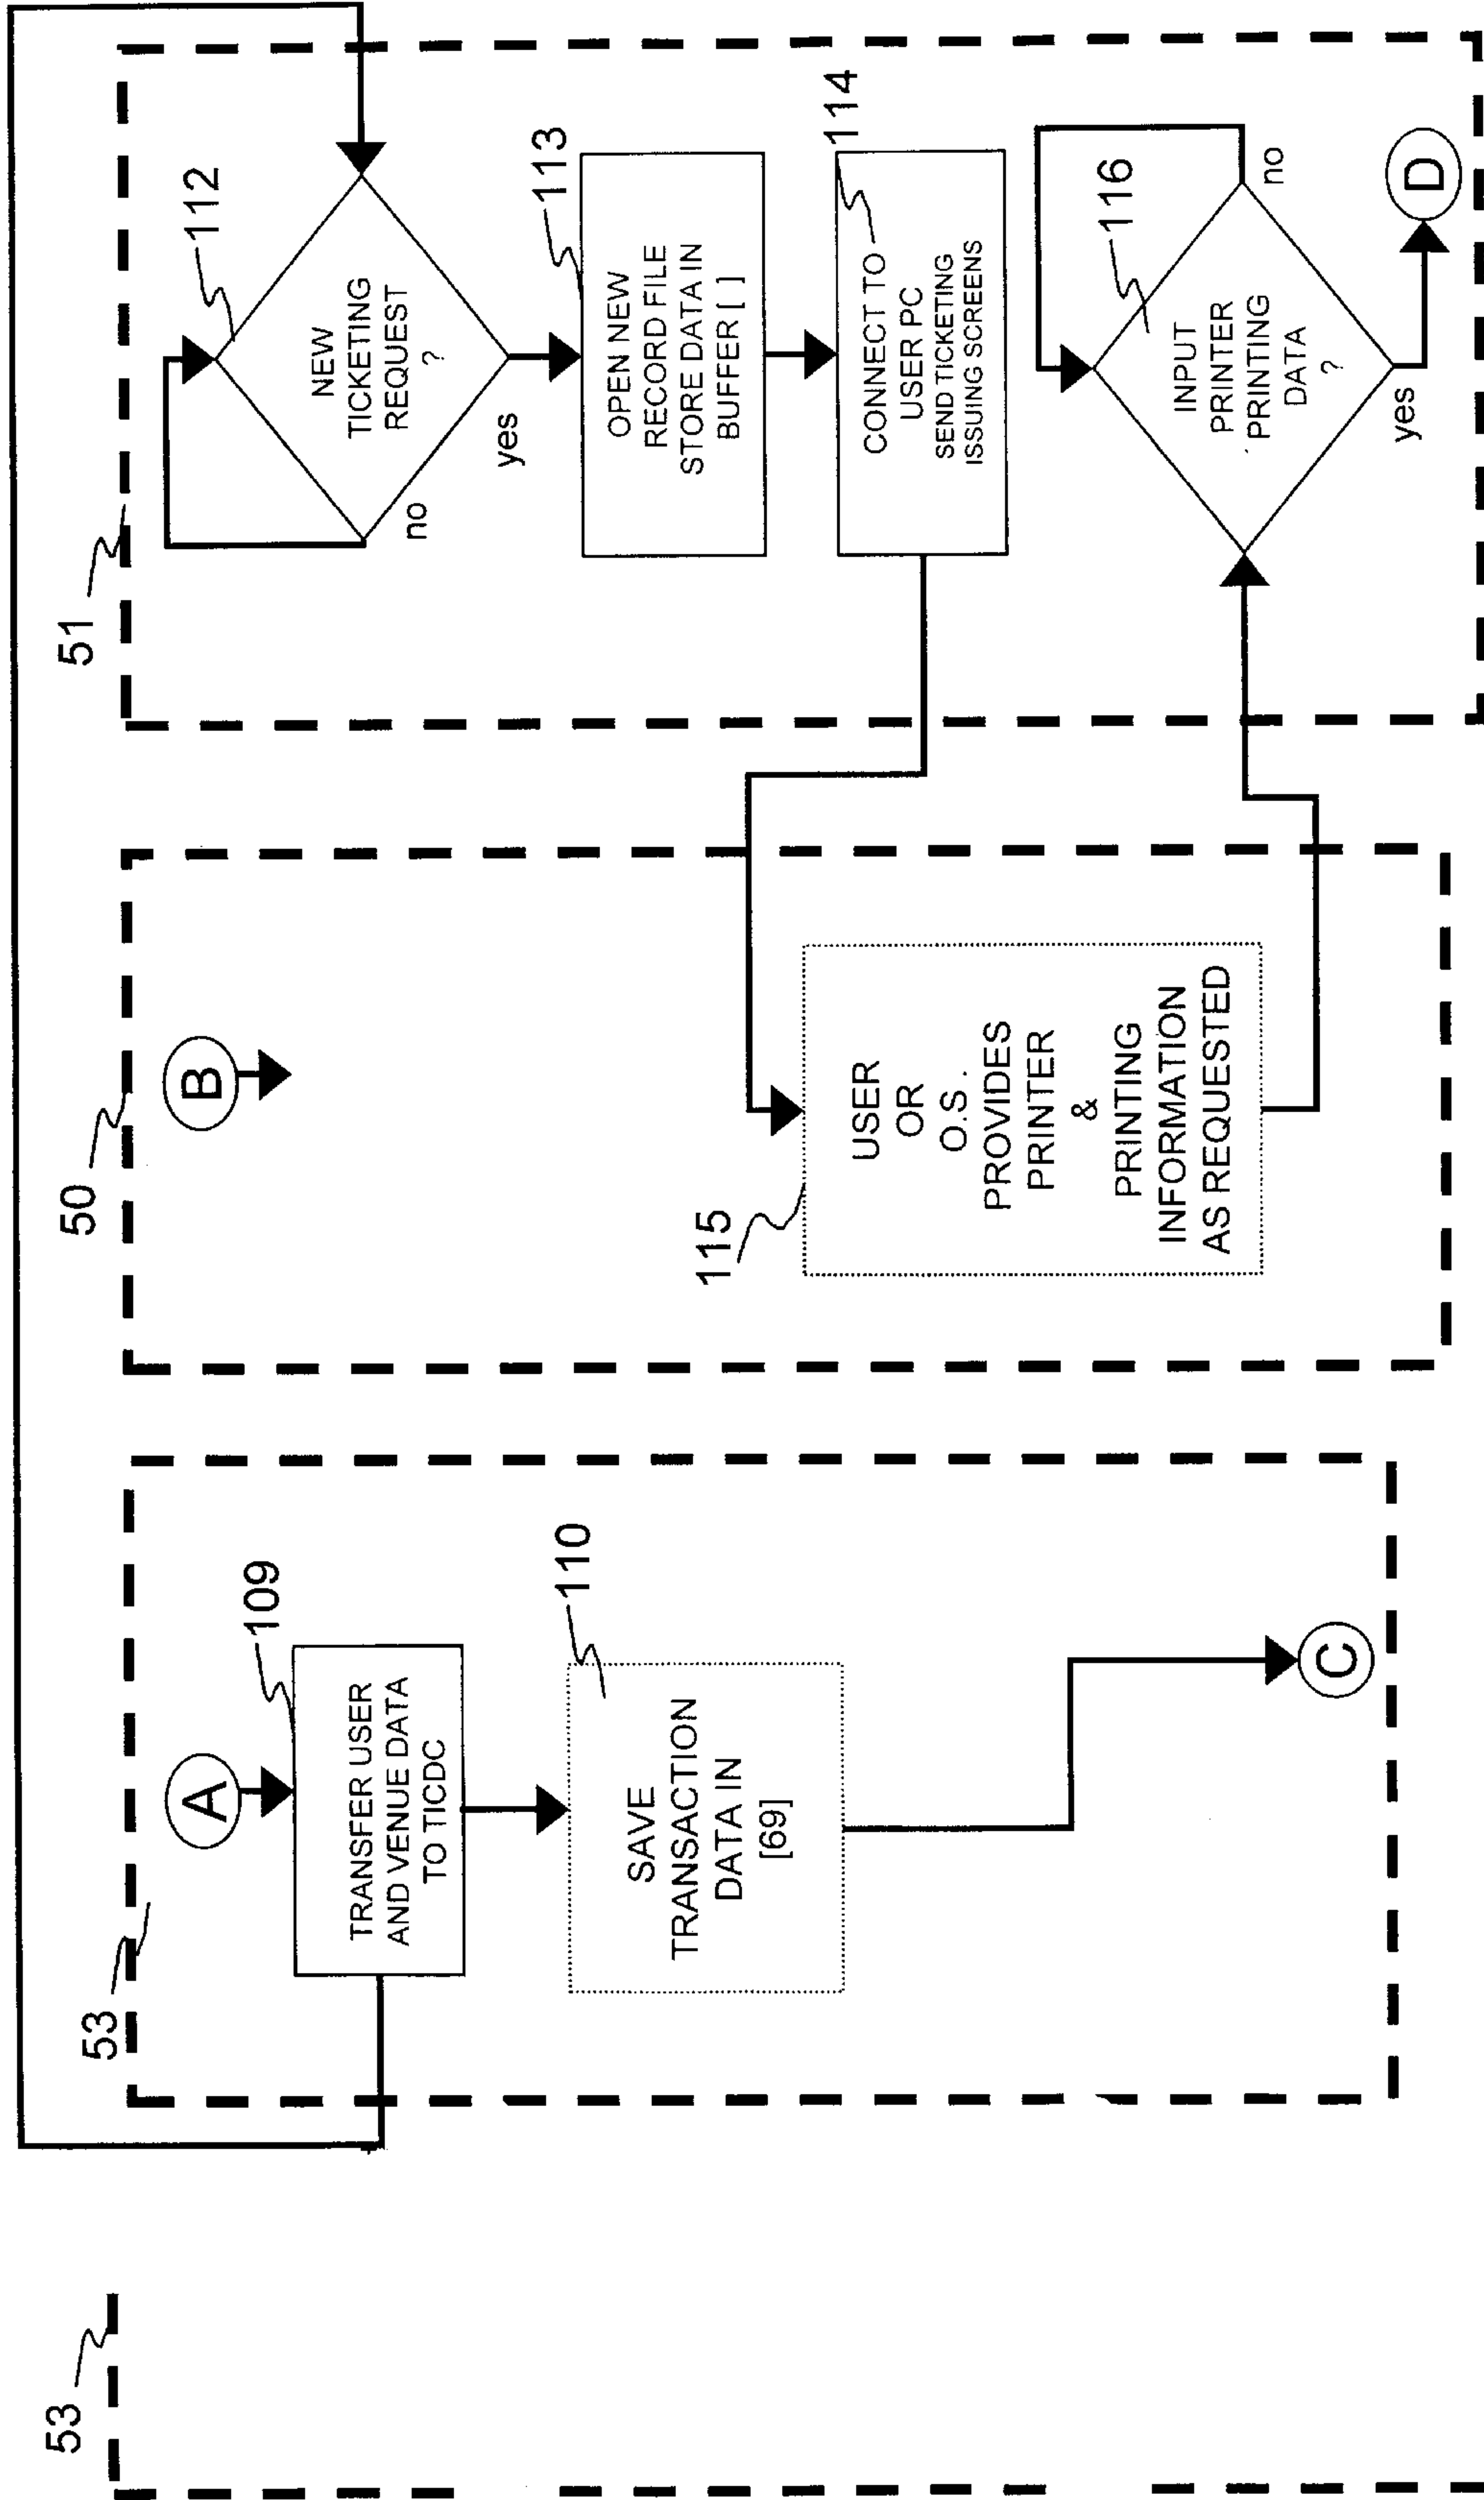 53
53
A
109
TRANSFER USER
AND VENUE DATA
TO TICDC
110
SAVE
TRANSACTION
DATA IN
[69]
C
50
B
115
USER
OR
O.S.
PROVIDES
PRINTER
&
PRINTING
INFORMATION
AS REQUESTED
51
112
NEW
TICKETING
REQUEST
?
no
yes
113
OPEN NEW
RECORD FILE
STORE DATA IN
BUFFER [ ]
114
CONNECT TO
USER PC
SEND TICKETING
ISSUING SCREENS
116
INPUT
PRINTER
PRINTING
DATA
?
no
yes
D